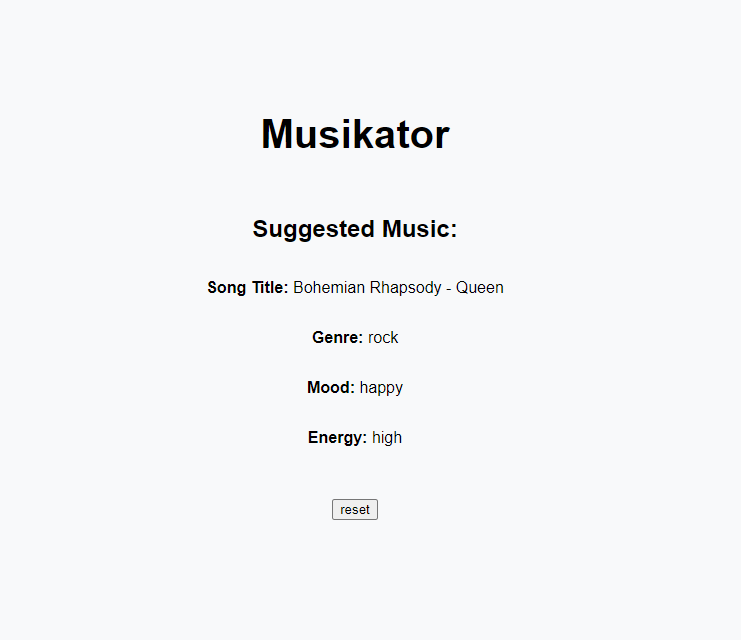 Musikator
Suggested Music:
Song Title: Bohemian Rhapsody - Queen
Genre: rock
Mood: happy
Energy: high
reset